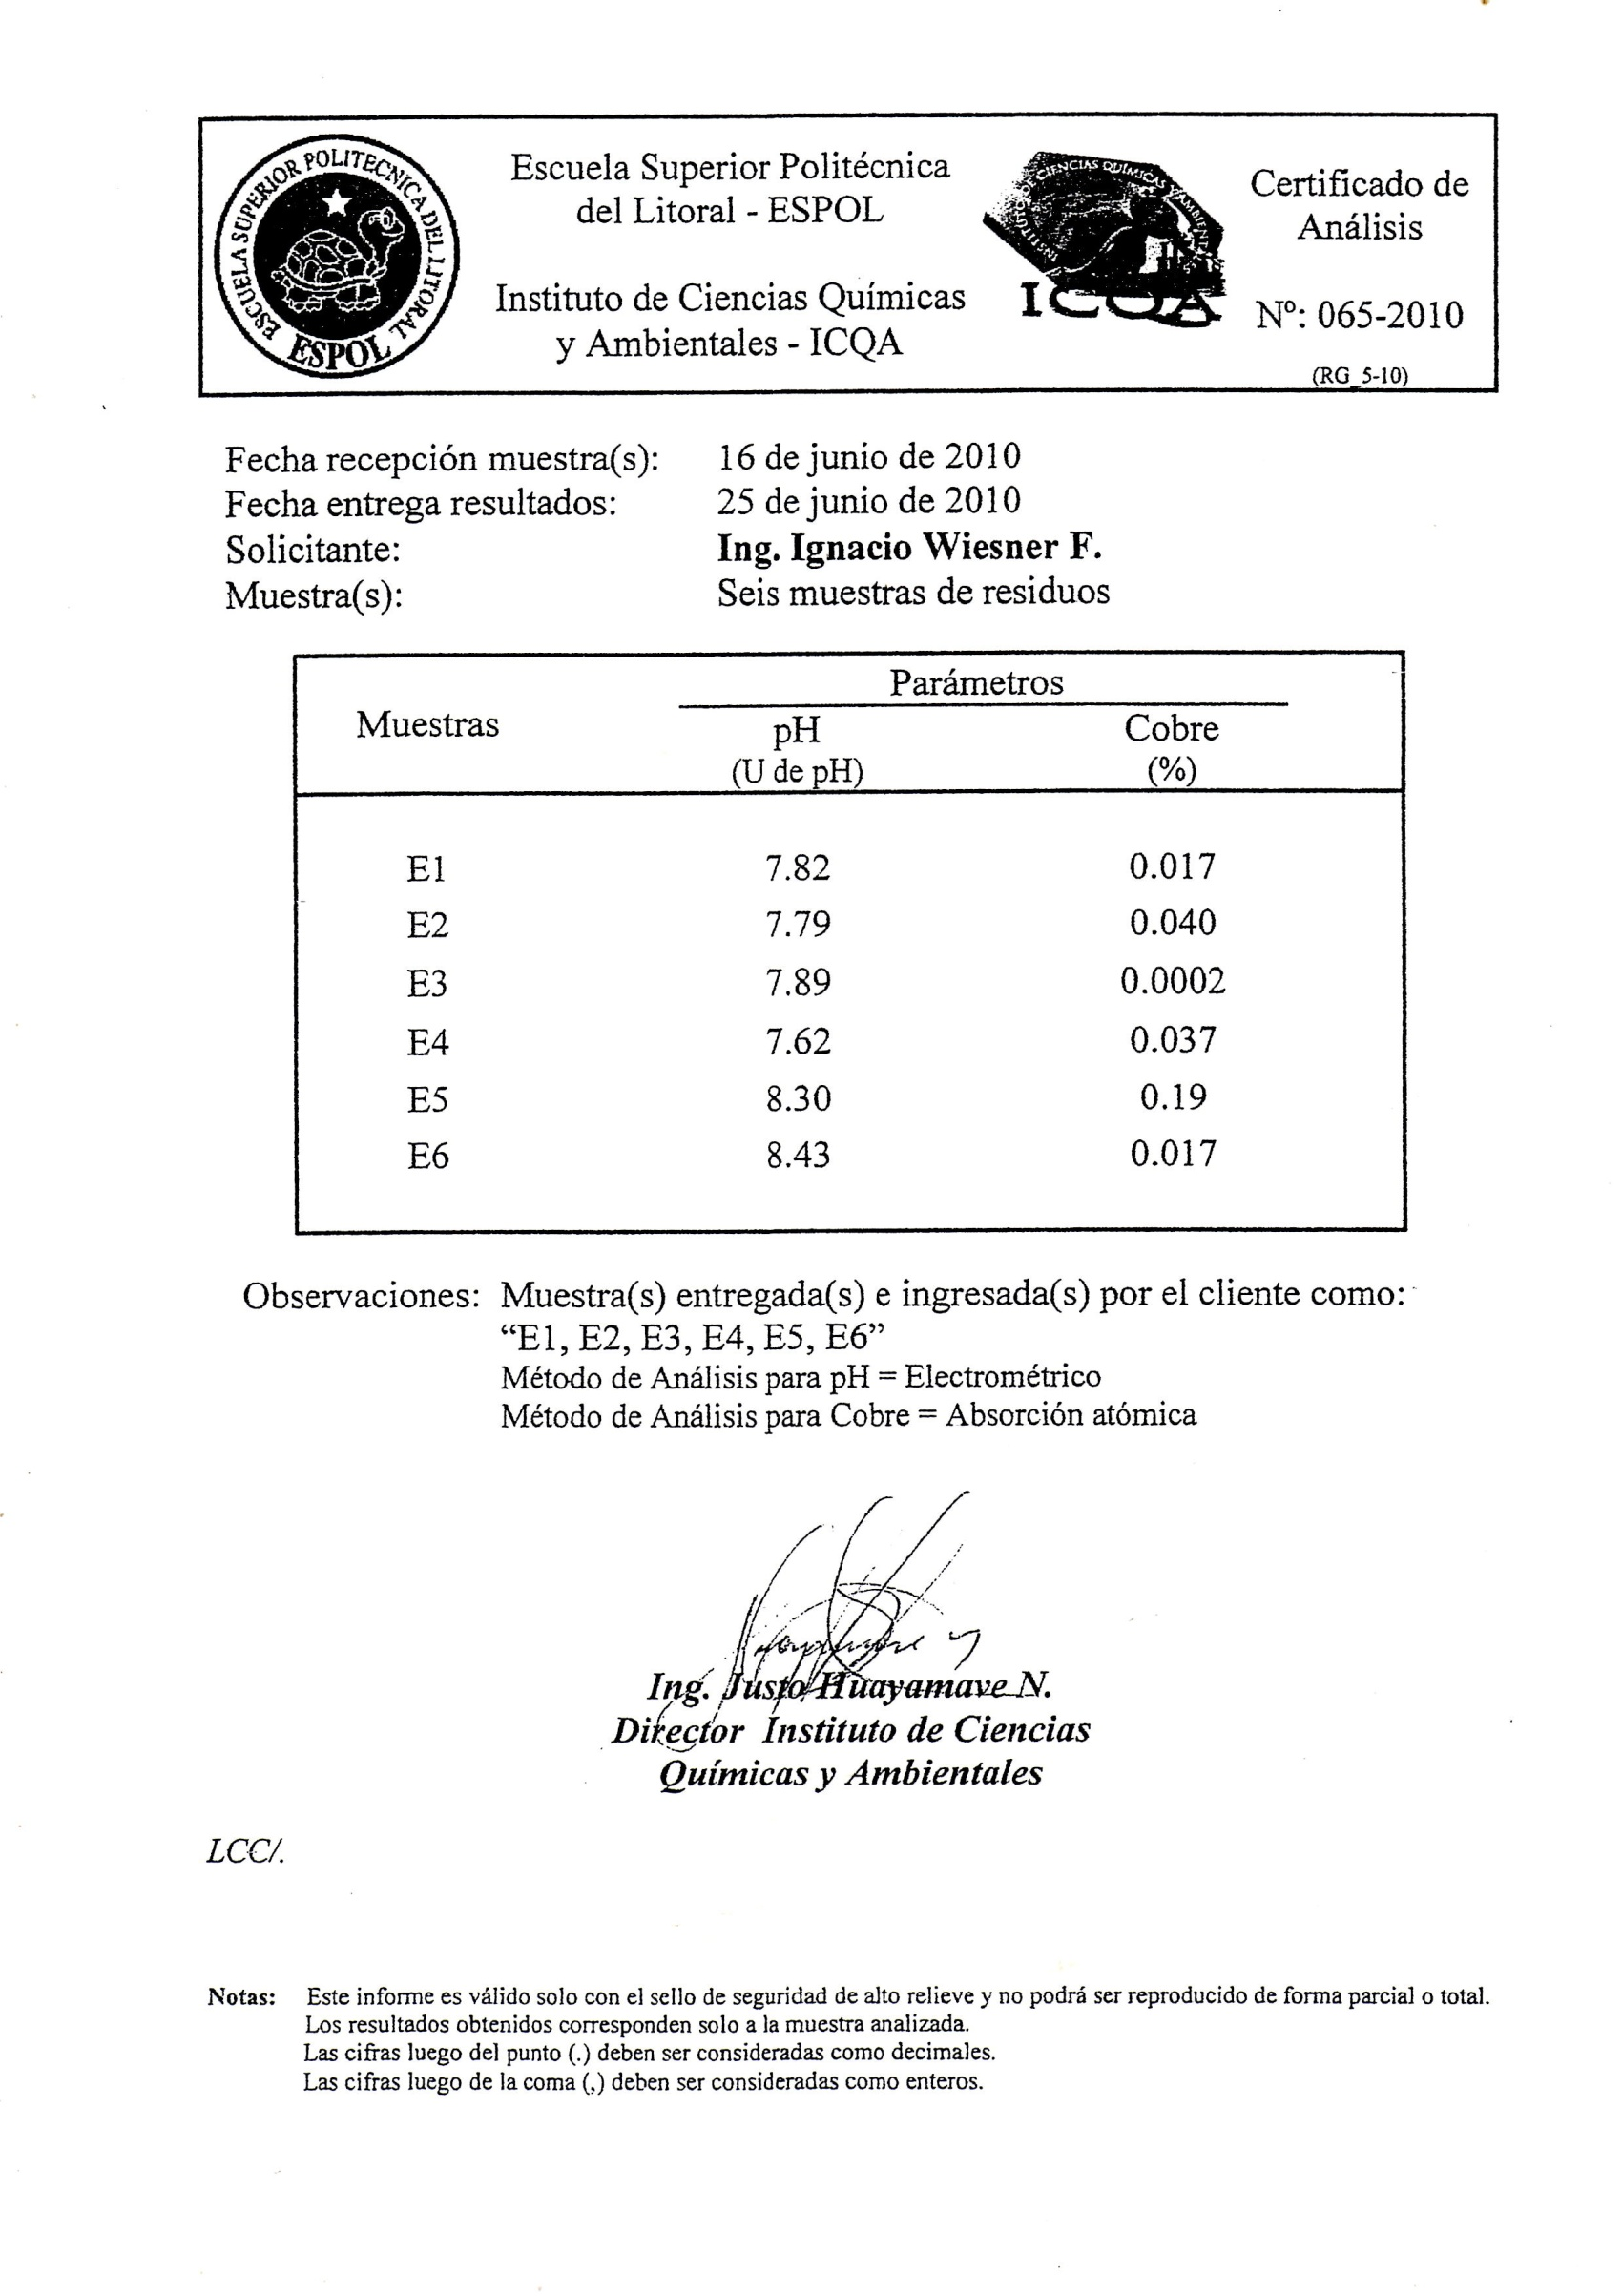 ESCUELA SUPERIOR POLITECNICA DEL LITORAL
ESPOL
Escuela Superior Politécnica
del Litoral - ESPOL
Instituto de Ciencias Químicas
y Ambientales - ICQA
ICQA
Certificado de
Análisis
Nº: 065-2010
(RG_5-10)
Fecha recepción muestra(s): 16 de junio de 2010
Fecha entrega resultados: 25 de junio de 2010
Solicitante: Ing. Ignacio Wiesner F.
Muestra(s): Seis muestras de residuos
Parámetros
Muestras pH Cobre
(U de pH) (%)
E1 7.82 0.017
E2 7.79 0.040
E3 7.89 0.0002
E4 7.62 0.037
E5 8.30 0.19
E6 8.43 0.017
Observaciones: Muestra(s) entregada(s) e ingresada(s) por el cliente como:
“E1, E2, E3, E4, E5, E6”
Método de Análisis para pH = Electrométrico
Método de Análisis para Cobre = Absorción atómica
Ing. Justo Huayamave N.
Director Instituto de Ciencias
Químicas y Ambientales
LCC/.
Notas: Este informe es válido solo con el sello de seguridad de alto relieve y no podrá ser reproducido de forma parcial o total.
Los resultados obtenidos corresponden solo a la muestra analizada.
Las cifras luego del punto (.) deben ser consideradas como decimales.
Las cifras luego de la coma (,) deben ser consideradas como enteros.